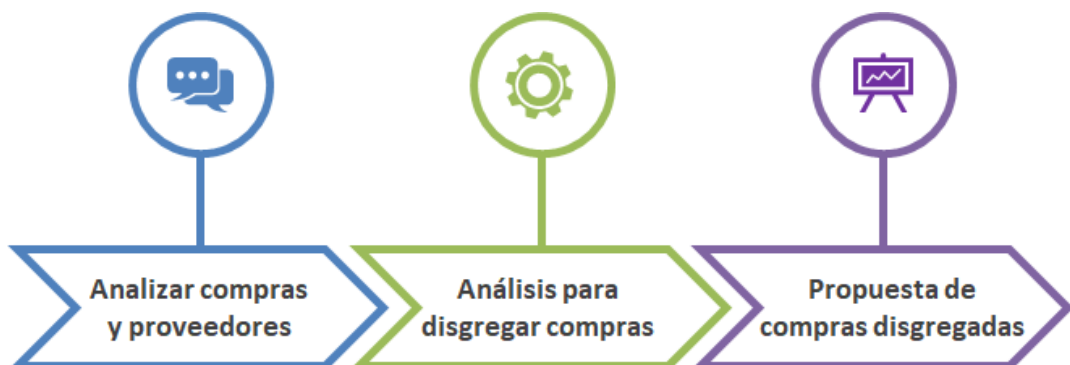 Analizar compras
y proveedores
Análisis para
disgregar compras
Propuesta de
compras disgregadas